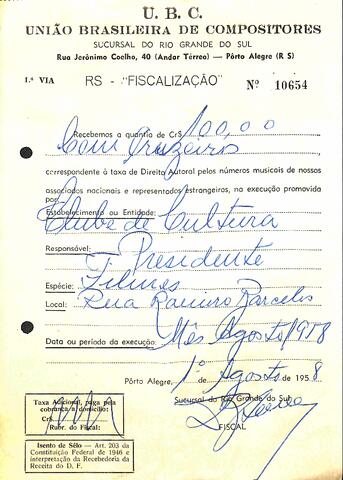 U. B. C.
UNIÃO BRASILEIRA DE COMPOSITORES
SUCURSAL DO RIO GRANDE DO SUL
Rua Jerônimo Coelho, 40 (Andar Térreo) — Pôrto Alegre (R S)
1.ª VIA RS - "FISCALIZAÇÃO" Nº 10654
Recebemos a quantia de Cr$ 100,00
Cem Cruzeiros
correspondente à taxa de Direito Autoral pelos números musicais de nossos
associados nacionais e representados estrangeiros, na execução promovida
por:
Estabelecimento ou Entidade:
Clube de Cultura
Responsável: Presidente
Espécie: Filmes
Local: Rua Ramiro Barcelos
Data ou período da execução: Mês Agosto/958
Pôrto Alegre, 1º de Agosto de 1958.
Sucursal do Rio Grande do Sul
FISCAL
Taxa Adicional, paga pela
cobrança a domicílio:
Cr$
Rubr. do Fiscal:
Isento de Sêlo — Art. 203 da
Constituição Federal de 1946 e
interpretação da Recebedoria da
Receita do D. F.